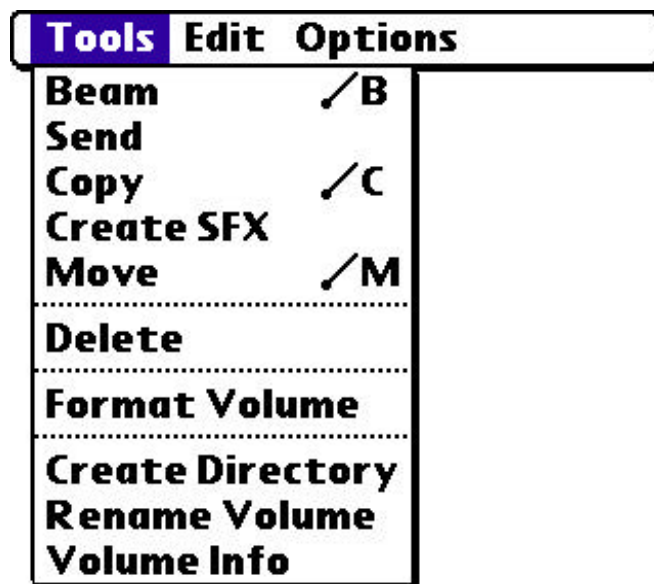 Tools Edit Options
Beam /B
Send
Copy /C
Create SFX
Move /M
Delete
Format Volume
Create Directory
Rename Volume
Volume Info